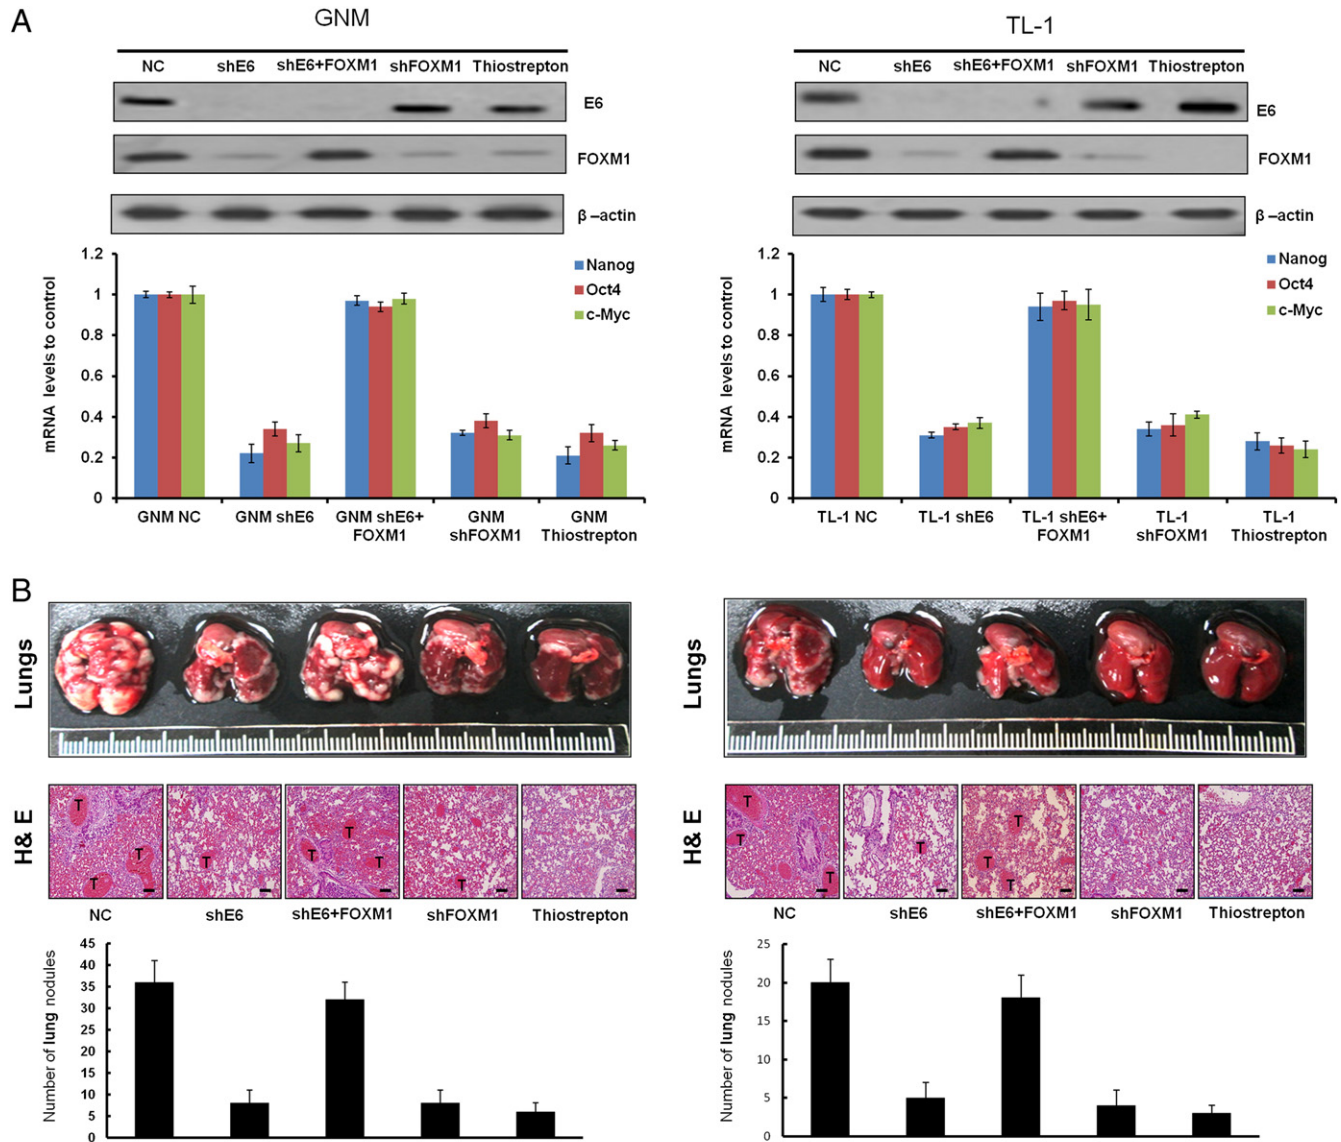 A
GNM
NC shE6 shE6+FOXM1 shFOXM1 Thiostrepton
E6
FOXM1
β –actin
TL-1
NC shE6 shE6+FOXM1 shFOXM1 Thiostrepton
E6
FOXM1
β –actin
mRNA levels to control
1.2
1
0.8
0.6
0.4
0.2
0
Nanog
Oct4
c-Myc
GNM NC GNM shE6 GNM shE6+ GNM GNM
FOXM1 shFOXM1 Thiostrepton
mRNA levels to control
1.2
1
0.8
0.6
0.4
0.2
0
Nanog
Oct4
c-Myc
TL-1 NC TL-1 shE6 TL-1 shE6+ TL-1 TL-1
FOXM1 shFOXM1 Thiostrepton
B
Lungs
Lungs
H& E
T T T T T T T T
NC shE6 shE6+FOXM1 shFOXM1 Thiostrepton
H& E
T T T T T T T
NC shE6 shE6+FOXM1 shFOXM1 Thiostrepton
Number of lung nodules
45
40
35
30
25
20
15
10
5
0
Number of lung nodules
25
20
15
10
5
0